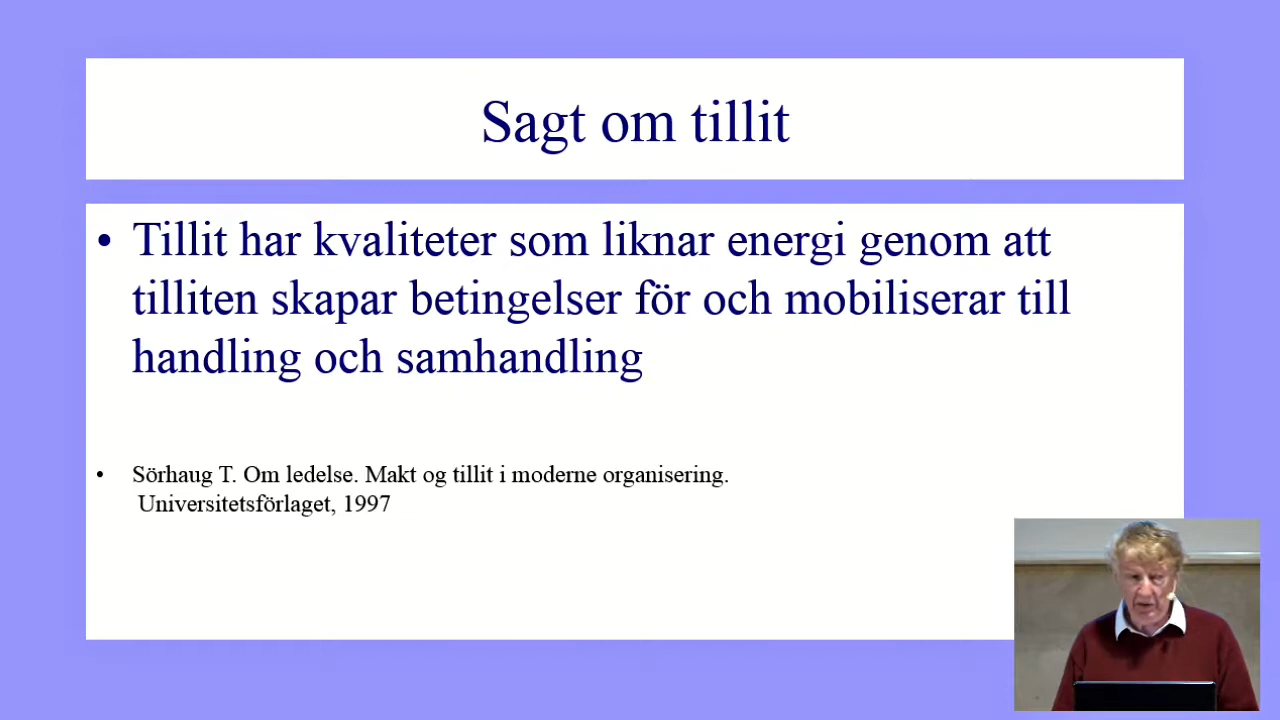 Sagt om tillit
• Tillit har kvaliteter som liknar energi genom att
tilliten skapar betingelser för och mobiliserar till
handling och samhandling
• Sörhaug T. Om ledelse. Makt og tillit i moderne organisering.
Universitetsförlaget, 1997